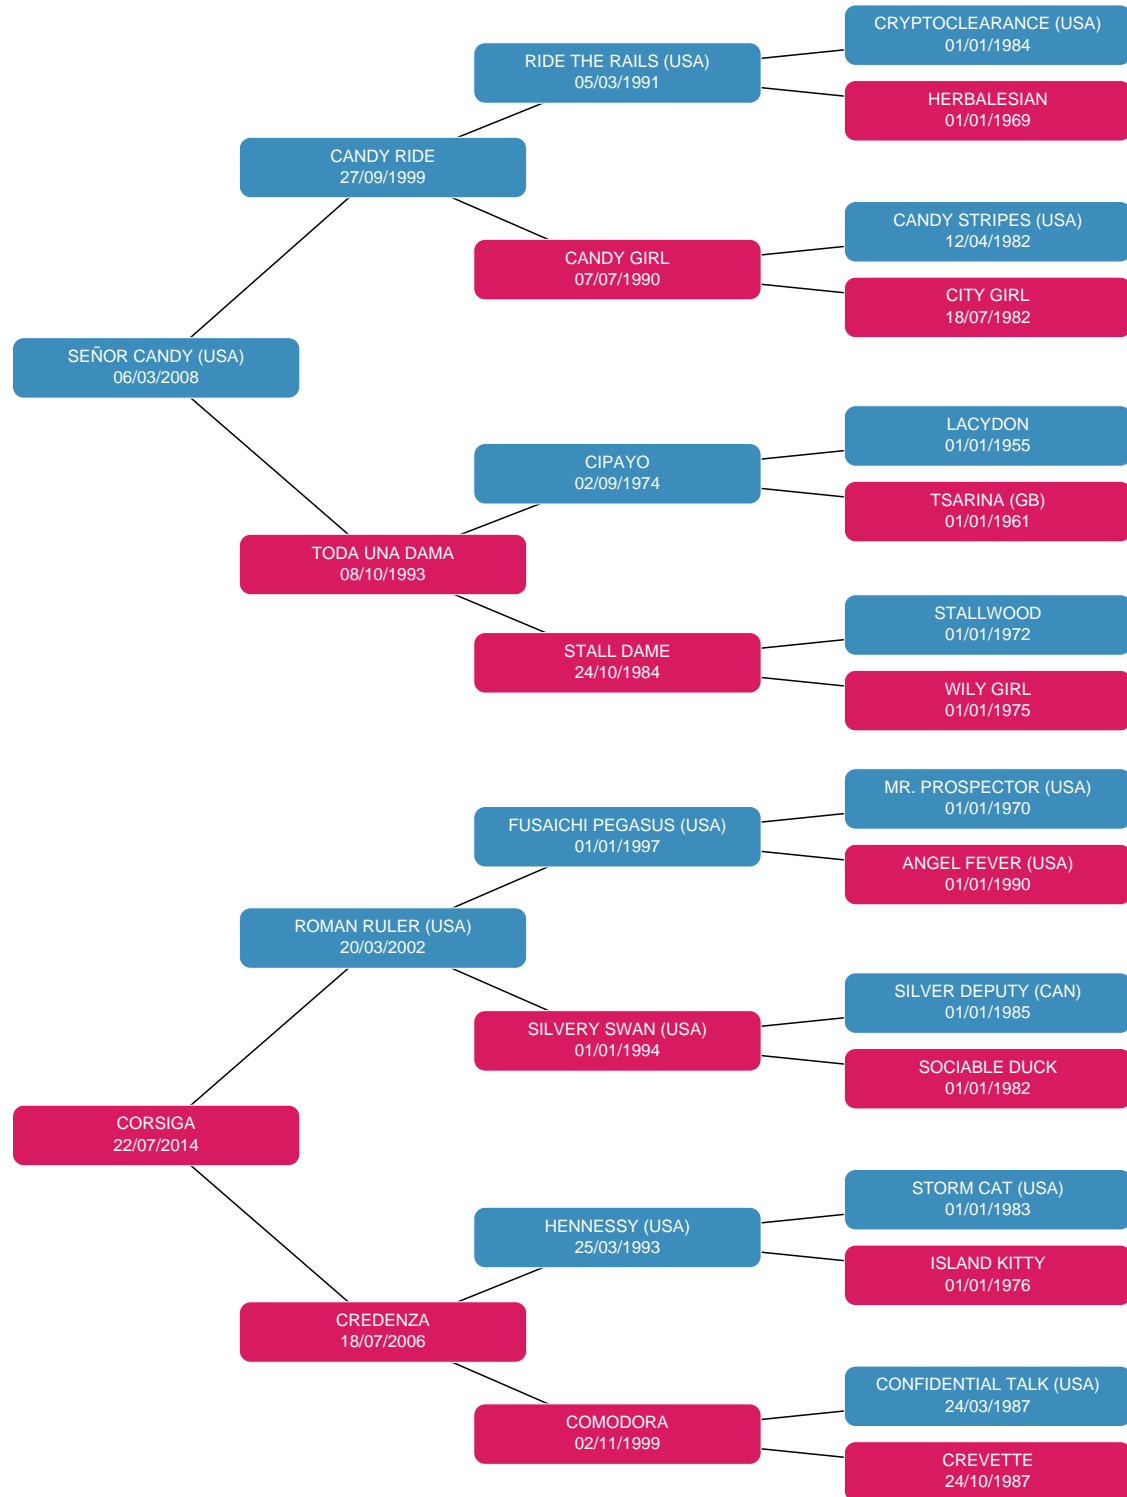 CRYPTOCLEARANCE (USA)
01/01/1984
RIDE THE RAILS (USA)
05/03/1991
HERBALESIAN
01/01/1969
CANDY RIDE
27/09/1999
CANDY STRIPES (USA)
12/04/1982
CANDY GIRL
07/07/1990
CITY GIRL
18/07/1982
SEÑOR CANDY (USA)
06/03/2008
LACYDON
01/01/1955
CIPAYO
02/09/1974
TSARINA (GB)
01/01/1961
TODA UNA DAMA
08/10/1993
STALLWOOD
01/01/1972
STALL DAME
24/10/1984
WILY GIRL
01/01/1975
MR. PROSPECTOR (USA)
01/01/1970
FUSAICHI PEGASUS (USA)
01/01/1997
ANGEL FEVER (USA)
01/01/1990
ROMAN RULER (USA)
20/03/2002
SILVER DEPUTY (CAN)
01/01/1985
SILVERY SWAN (USA)
01/01/1994
SOCIABLE DUCK
01/01/1982
CORSIGA
22/07/2014
STORM CAT (USA)
01/01/1983
HENNESSY (USA)
25/03/1993
ISLAND KITTY
01/01/1976
CREDENZA
18/07/2006
CONFIDENTIAL TALK (USA)
24/03/1987
COMODORA
02/11/1999
CREVETTE
24/10/1987